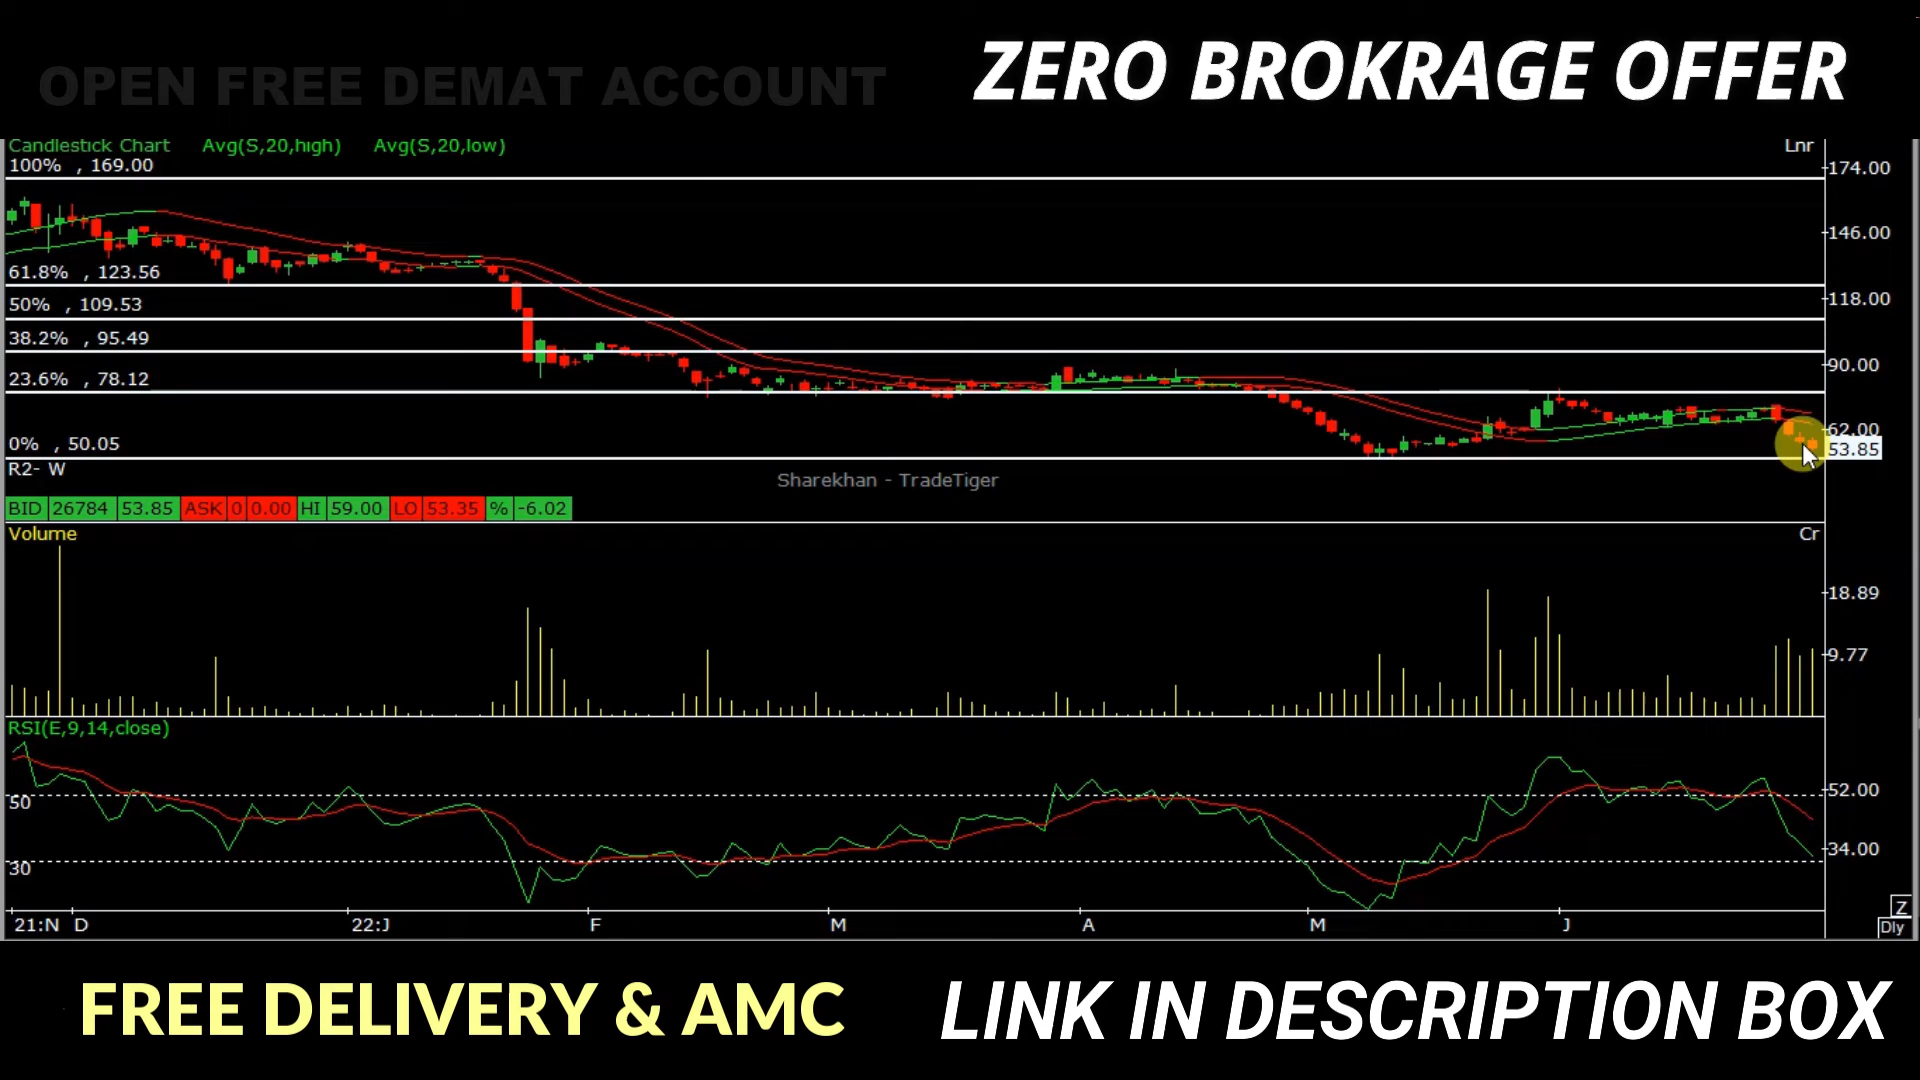 OPEN FREE DEMAT ACCOUNT
ZERO BROKRAGE OFFER
Candlestick Chart Avg(S,20,high) Avg(S,20,low) Lnr
100% , 169.00
174.00
146.00
61.8% , 123.56
118.00
50% , 109.53
38.2% , 95.49
90.00
23.6% , 78.12
62.00
0% , 50.05
53.85
R2- W
Sharekhan - TradeTiger
BID 26784 53.85 ASK 0 0.00 HI 59.00 LO 53.35 % -6.02
Volume Cr
18.89
9.77
RSI(E,9,14,close)
52.00
50
34.00
30
Z
21:N D 22:J F M A M J Dly
FREE DELIVERY & AMC
LINK IN DESCRIPTION BOX